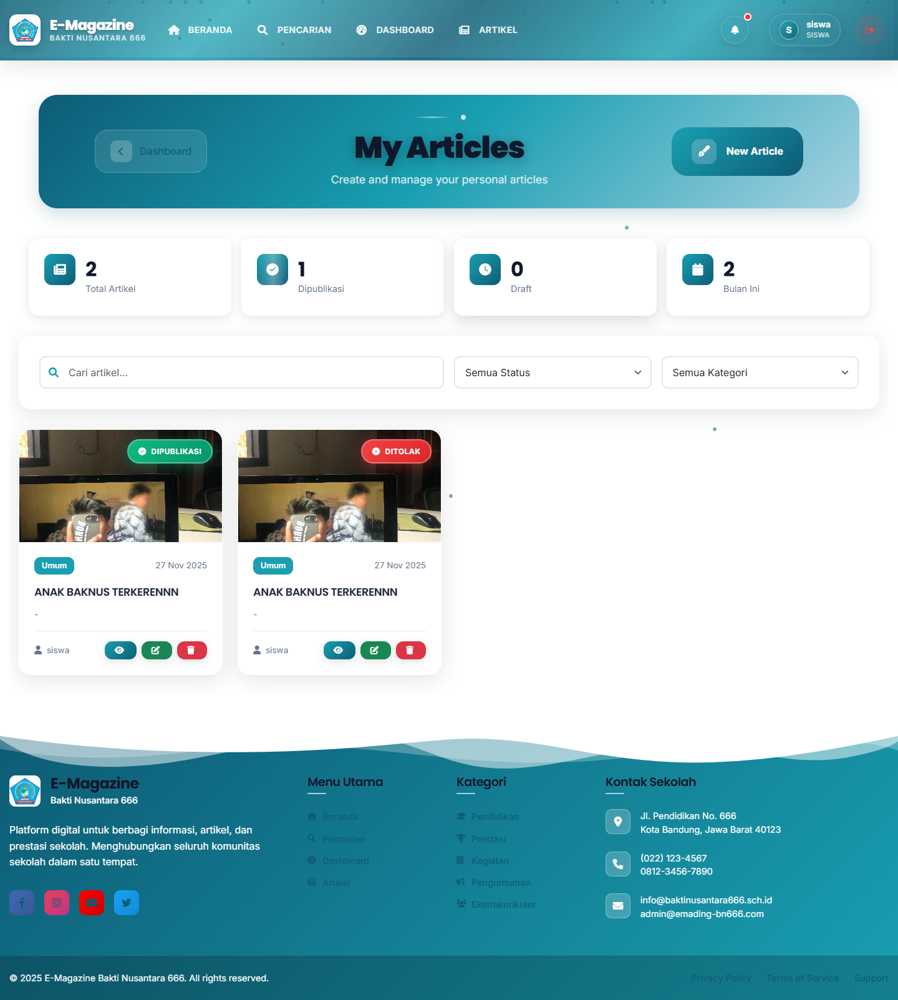 E-Magazine
BAKTI NUSANTARA 666
BERANDA
PENCARIAN
DASHBOARD
ARTIKEL
S
siswa
SISWA
Dashboard
My Articles
Create and manage your personal articles
New Article
2
Total Artikel
1
Dipublikasi
0
Draft
2
Bulan Ini
Cari artikel...
Semua Status
Semua Kategori
DIPUBLIKASI
Umum
27 Nov 2025
ANAK BAKNUS TERKERENNN
-
siswa
DITOLAK
Umum
27 Nov 2025
ANAK BAKNUS TERKERENNN
-
siswa
E-Magazine
Bakti Nusantara 666
Platform digital untuk berbagi informasi, artikel, dan
prestasi sekolah. Menghubungkan seluruh komunitas
sekolah dalam satu tempat.
Menu Utama
Beranda
Pencarian
Dashboard
Artikel
Kategori
Pendidikan
Prestasi
Kegiatan
Pengumuman
Ekstrakurikuler
Kontak Sekolah
Jl. Pendidikan No. 666
Kota Bandung, Jawa Barat 40123
(022) 123-4567
0812-3456-7890
info@baktinusantara666.sch.id
admin@emading-bn666.com
© 2025 E-Magazine Bakti Nusantara 666. All rights reserved.
Privacy Policy
Terms of Service
Support